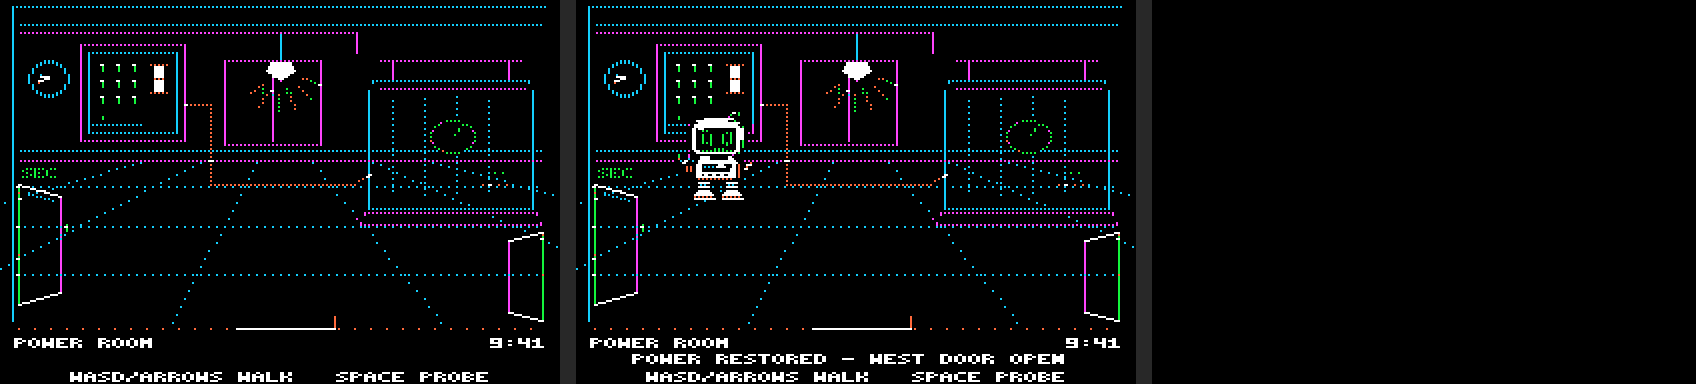 SEC
POWER ROOM 9:41
WASD/ARROWS WALK SPACE PROBE
SEC
POWER ROOM 9:41
POWER RESTORED — WEST DOOR OPEN
WASD/ARROWS WALK SPACE PROBE